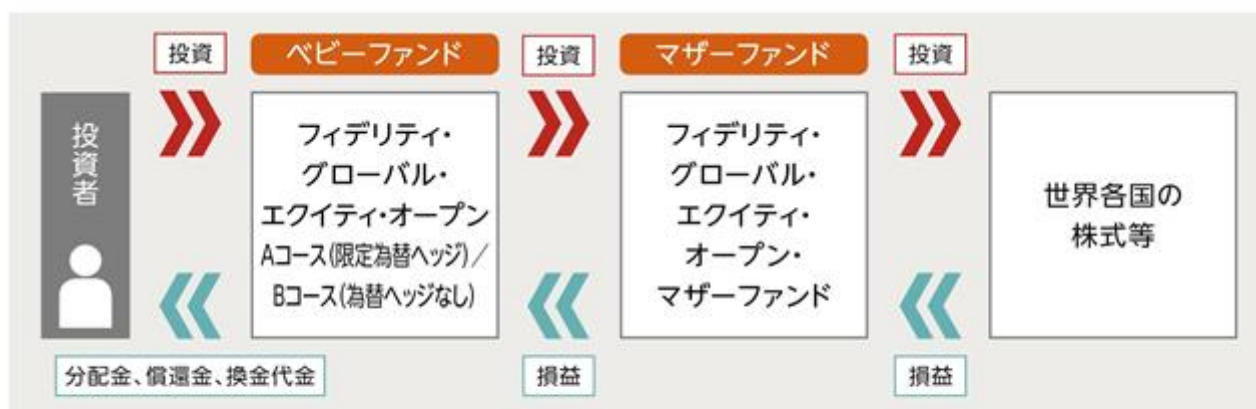 投資
ベビーファンド
投資
マザーファンド
投資
投資者
フィデリティ・
グローバル・
エクイティ・オープン
Aコース(限定為替ヘッジ)／
Bコース(為替ヘッジなし)
フィデリティ・
グローバル・
エクイティ・
オープン・
マザーファンド
世界各国の
株式等
分配金、償還金、換金代金
損益
損益